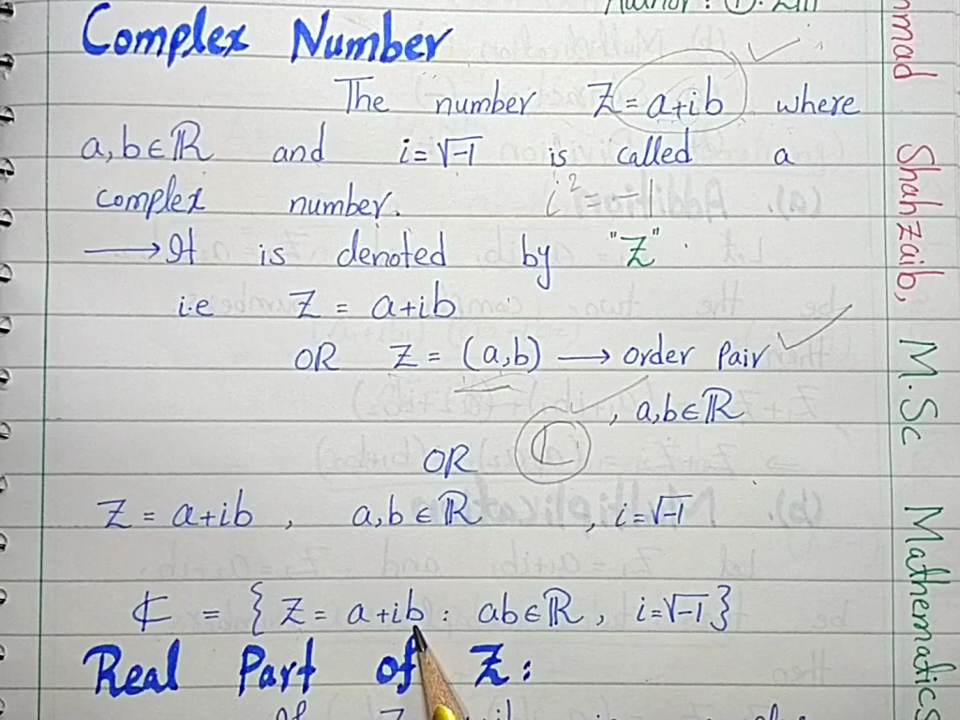 Complex Number
The number Z = a+ib where
a, b ∈ ℝ and i = √-1 is called a
complex number. i² = -1
→ It is denoted by "Z".
i.e Z = a+ib
OR Z = (a,b) → order Pair
, a,b ∈ ℝ
OR ℂ
Z = a+ib , a,b ∈ ℝ , i = √-1
ℂ = { Z = a+ib : ab ∈ ℝ , i = √-1 }
Real Part of Z:
Shahzaib, M.Sc Mathematics